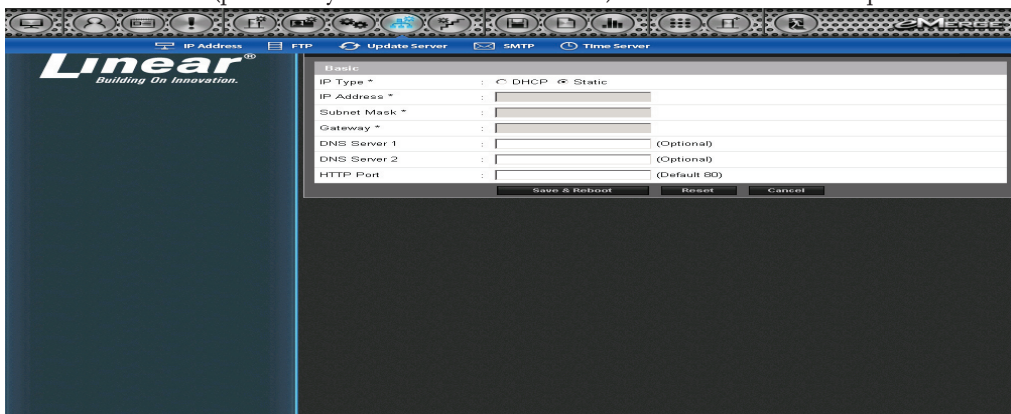 eMerge
IP Address FTP Update Server SMTP Time Server
Linear®
Building On Innovation.
Basic
IP Type * : DHCP Static
IP Address * :
Subnet Mask * :
Gateway * :
DNS Server 1 : (Optional)
DNS Server 2 : (Optional)
HTTP Port : (Default 80)
Save & Reboot Reset Cancel